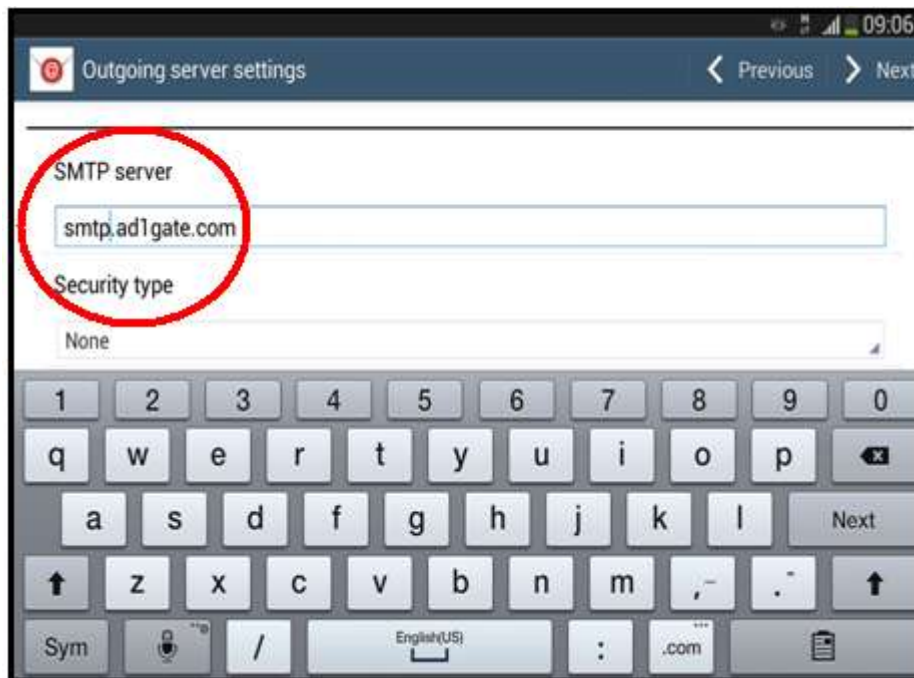 09:06
Outgoing server settings
Previous
Next
SMTP server
smtp.ad1gate.com
Security type
None
1 2 3 4 5 6 7 8 9 0
q w e r t y u i o p
a s d f g h j k l Next
z x c v b n m ,- .-
Sym / English(US) : .com